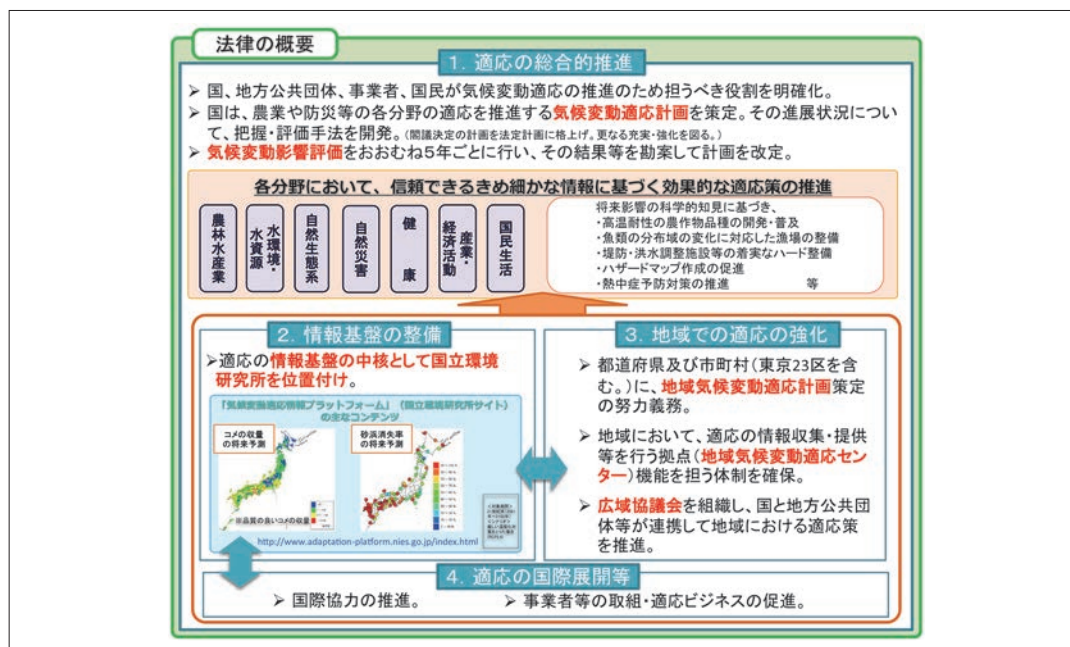 法律の概要
1．適応の総合的推進
➢ 国、地方公共団体、事業者、国民が気候変動適応の推進のため担うべき役割を明確化。
➢ 国は、農業や防災等の各分野の適応を推進する気候変動適応計画を策定。その進展状況につい
て、把握・評価手法を開発。(閣議決定の計画を法定計画に格上げ。更なる充実・強化を図る。)
➢ 気候変動影響評価をおおむね5年ごとに行い、その結果等を勘案して計画を改定。
各分野において、信頼できるきめ細かな情報に基づく効果的な適応策の推進
農林水産業
水環境・
水資源
自然生態系
自然災害
健康
産業・
経済活動
国民生活
将来影響の科学的知見に基づき、
・高温耐性の農作物品種の開発・普及
・魚類の分布域の変化に対応した漁場の整備
・堤防・洪水調整施設等の着実なハード整備
・ハザードマップ作成の促進
・熱中症予防対策の推進 等
2．情報基盤の整備
➢適応の情報基盤の中核として国立環境
研究所を位置付け。
「気候変動適応情報プラットフォーム」(国立環境研究所サイト)
の主なコンテンツ
コメの収量
の将来予測
砂浜消失率
の将来予測
※品質の良いコメの収量
http://www.adaptation-platform.nies.go.jp/index.html
3．地域での適応の強化
➢ 都道府県及び市町村(東京23区を含
む。)に、地域気候変動適応計画策定
の努力義務。
➢ 地域において、適応の情報収集・提供
等を行う拠点(地域気候変動適応セン
ター)機能を担う体制を確保。
➢ 広域協議会を組織し、国と地方公共団
体等が連携して地域における適応策
を推進。
4．適応の国際展開等
➢ 国際協力の推進。
➢ 事業者等の取組・適応ビジネスの促進。